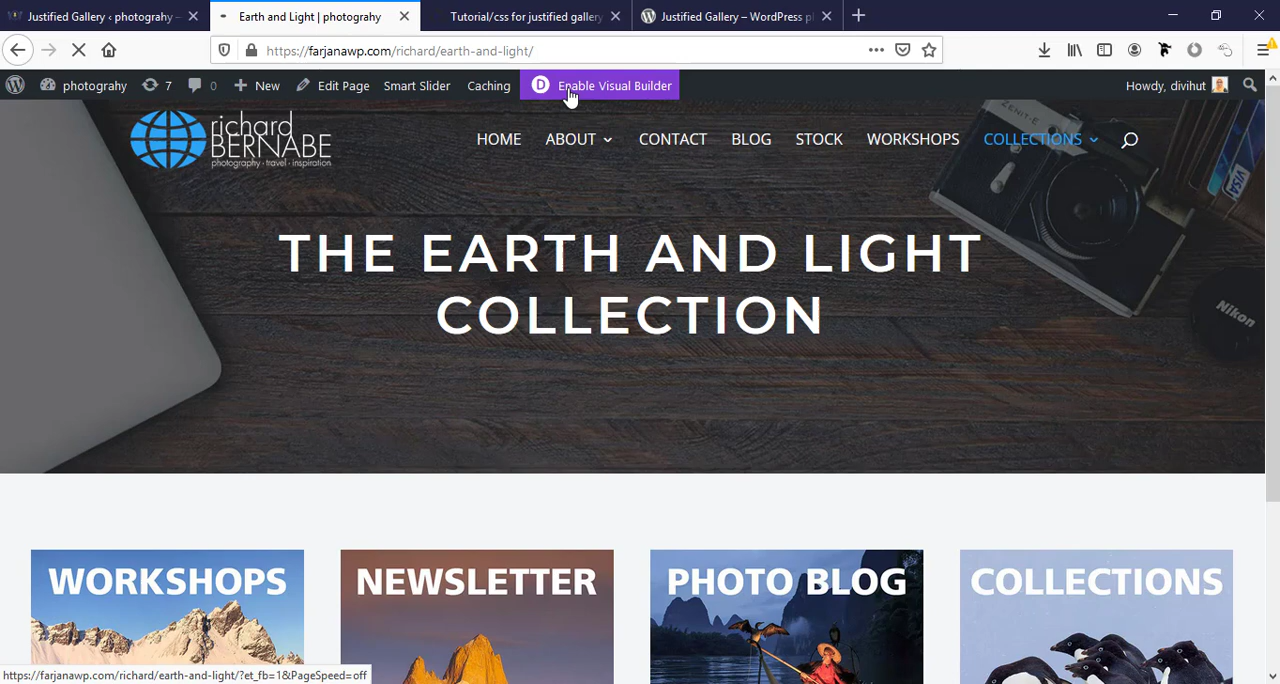 Justified Gallery ‹ photograhy –
Earth and Light | photograhy
Tutorial/css for justified gallery
Justified Gallery – WordPress pl
https://farjanawp.com/richard/earth-and-light/
photograhy
7
0
New
Edit Page
Smart Slider
Caching
D
Enable Visual Builder
Howdy, divihut
richard
BERNABE
photography · travel · inspiration
HOME
ABOUT
CONTACT
BLOG
STOCK
WORKSHOPS
COLLECTIONS
ZENIT-E
VISA
Nikon
THE EARTH AND LIGHT
COLLECTION
WORKSHOPS
NEWSLETTER
PHOTO BLOG
COLLECTIONS
https://farjanawp.com/richard/earth-and-light/?et_fb=1&PageSpeed=off